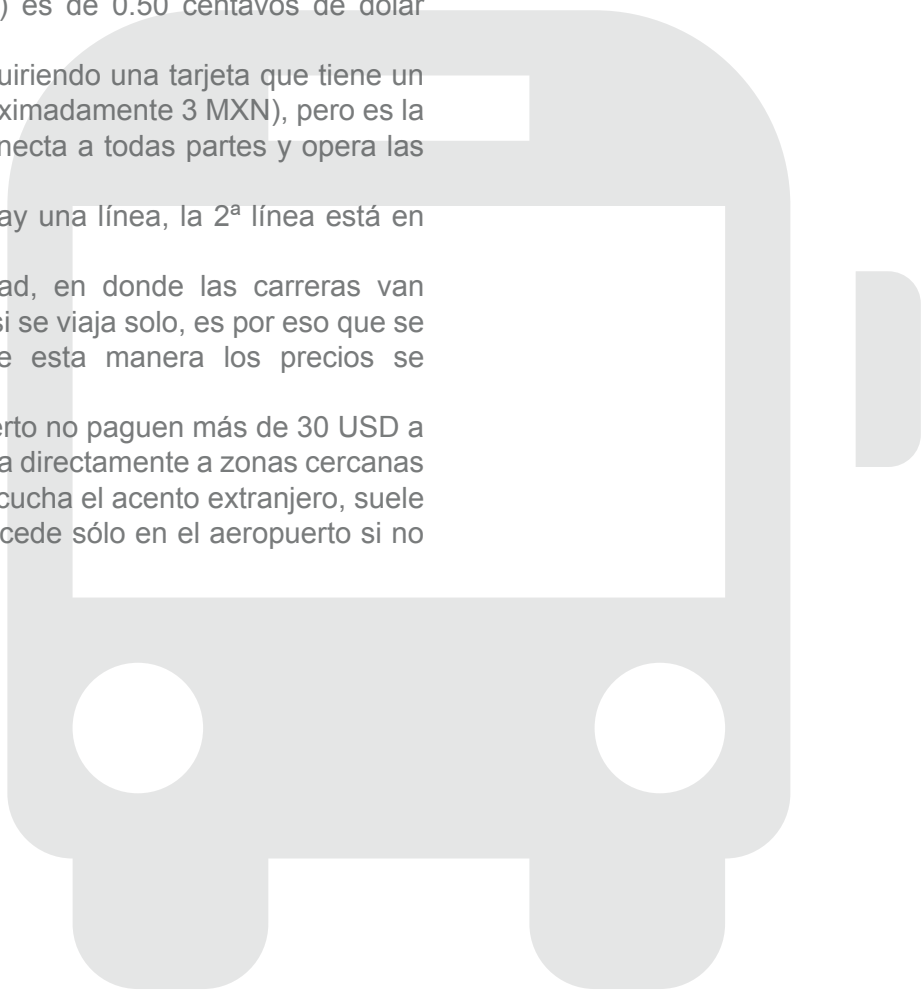 ) es de 0.50 centavos de dólar
uiriendo una tarjeta que tiene un
oximadamente 3 MXN), pero es la
necta a todas partes y opera las
ay una línea, la 2ª línea está en
ad, en donde las carreras van
si se viaja solo, es por eso que se
e esta manera los precios se
erto no paguen más de 30 USD a
a directamente a zonas cercanas
cucha el acento extranjero, suele
cede sólo en el aeropuerto si no